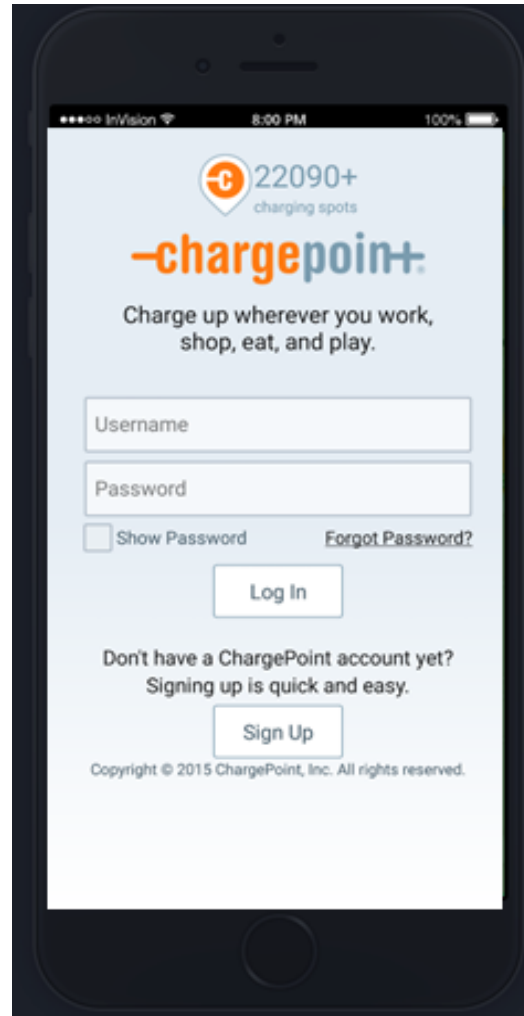 InVision 8:00 PM 100%
22090+
charging spots
chargepoint
Charge up wherever you work,
shop, eat, and play.
Username
Password
Show Password Forgot Password?
Log In
Don't have a ChargePoint account yet?
Signing up is quick and easy.
Sign Up
Copyright © 2015 ChargePoint, Inc. All rights reserved.